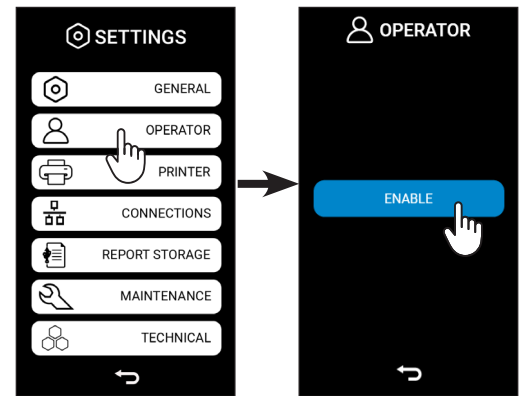 SETTINGS
GENERAL
OPERATOR
PRINTER
CONNECTIONS
REPORT STORAGE
MAINTENANCE
TECHNICAL
OPERATOR
ENABLE